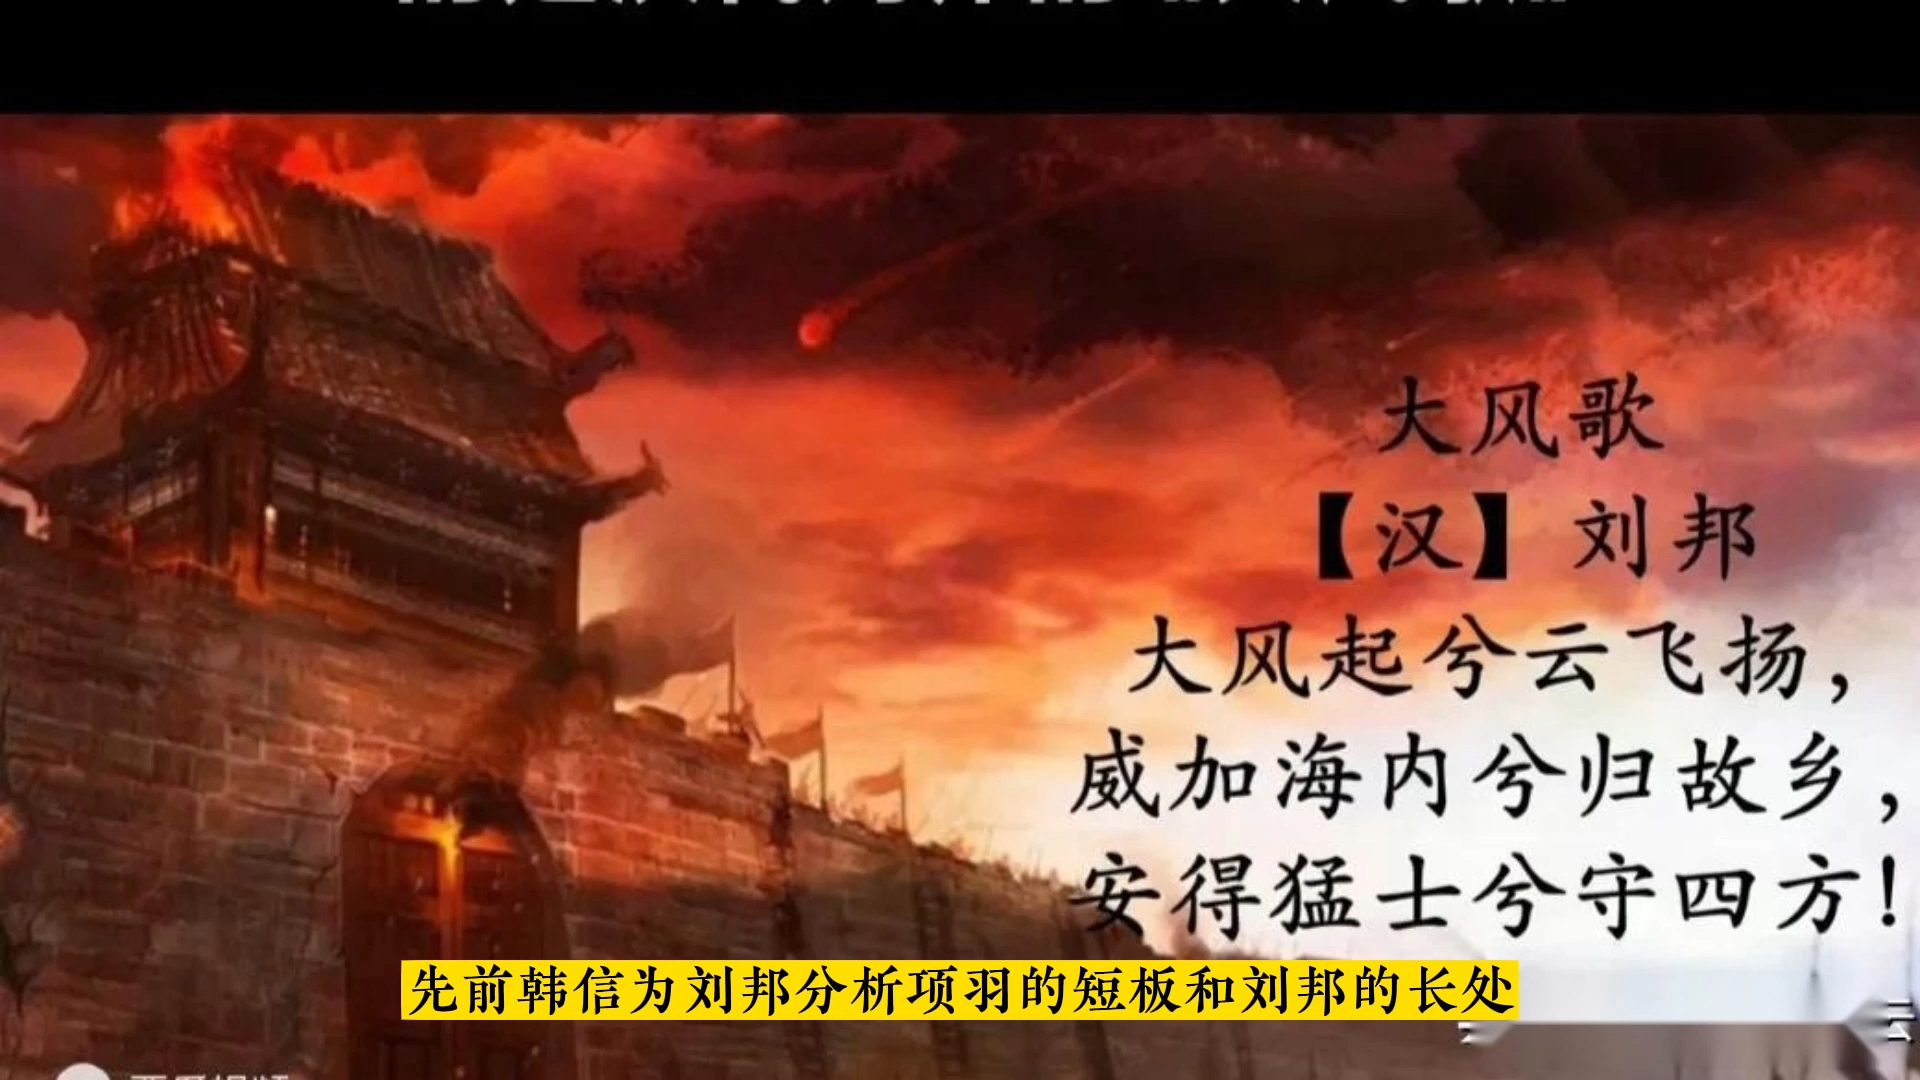 大风歌
【汉】刘邦
大风起兮云飞扬，
威加海内兮归故乡，
安得猛士兮守四方！
先前韩信为刘邦分析项羽的短板和刘邦的长处